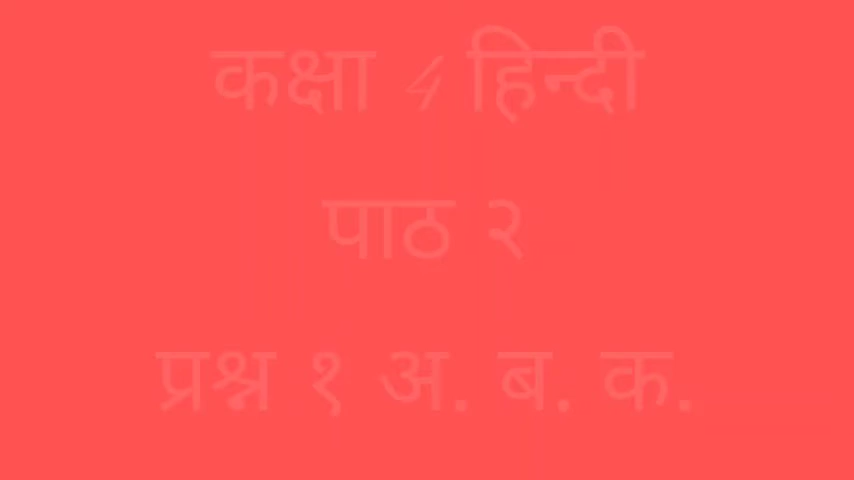 कक्षा 4 हिन्दी
पाठ २
प्रश्न १ अ. ब. क.